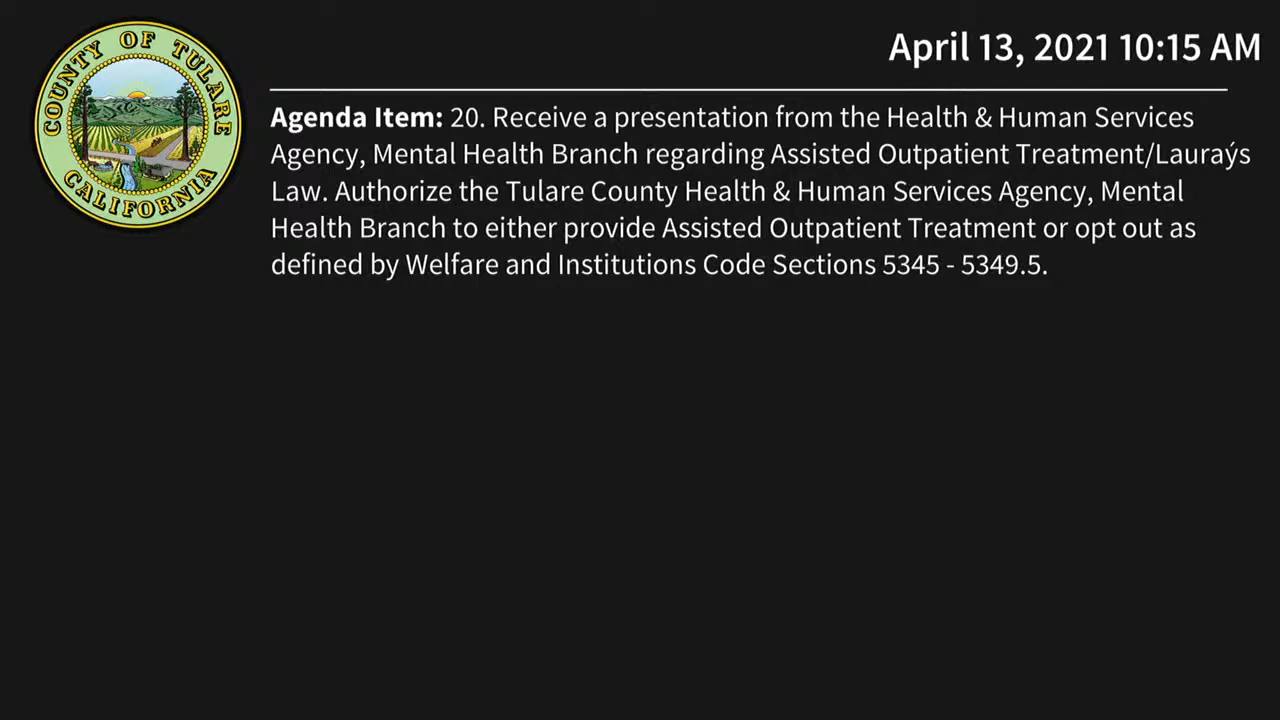 COUNTY OF TULARE
CALIFORNIA
April 13, 2021 10:15 AM
Agenda Item: 20. Receive a presentation from the Health & Human Services
Agency, Mental Health Branch regarding Assisted Outpatient Treatment/Lauraýs
Law. Authorize the Tulare County Health & Human Services Agency, Mental
Health Branch to either provide Assisted Outpatient Treatment or opt out as
defined by Welfare and Institutions Code Sections 5345 - 5349.5.